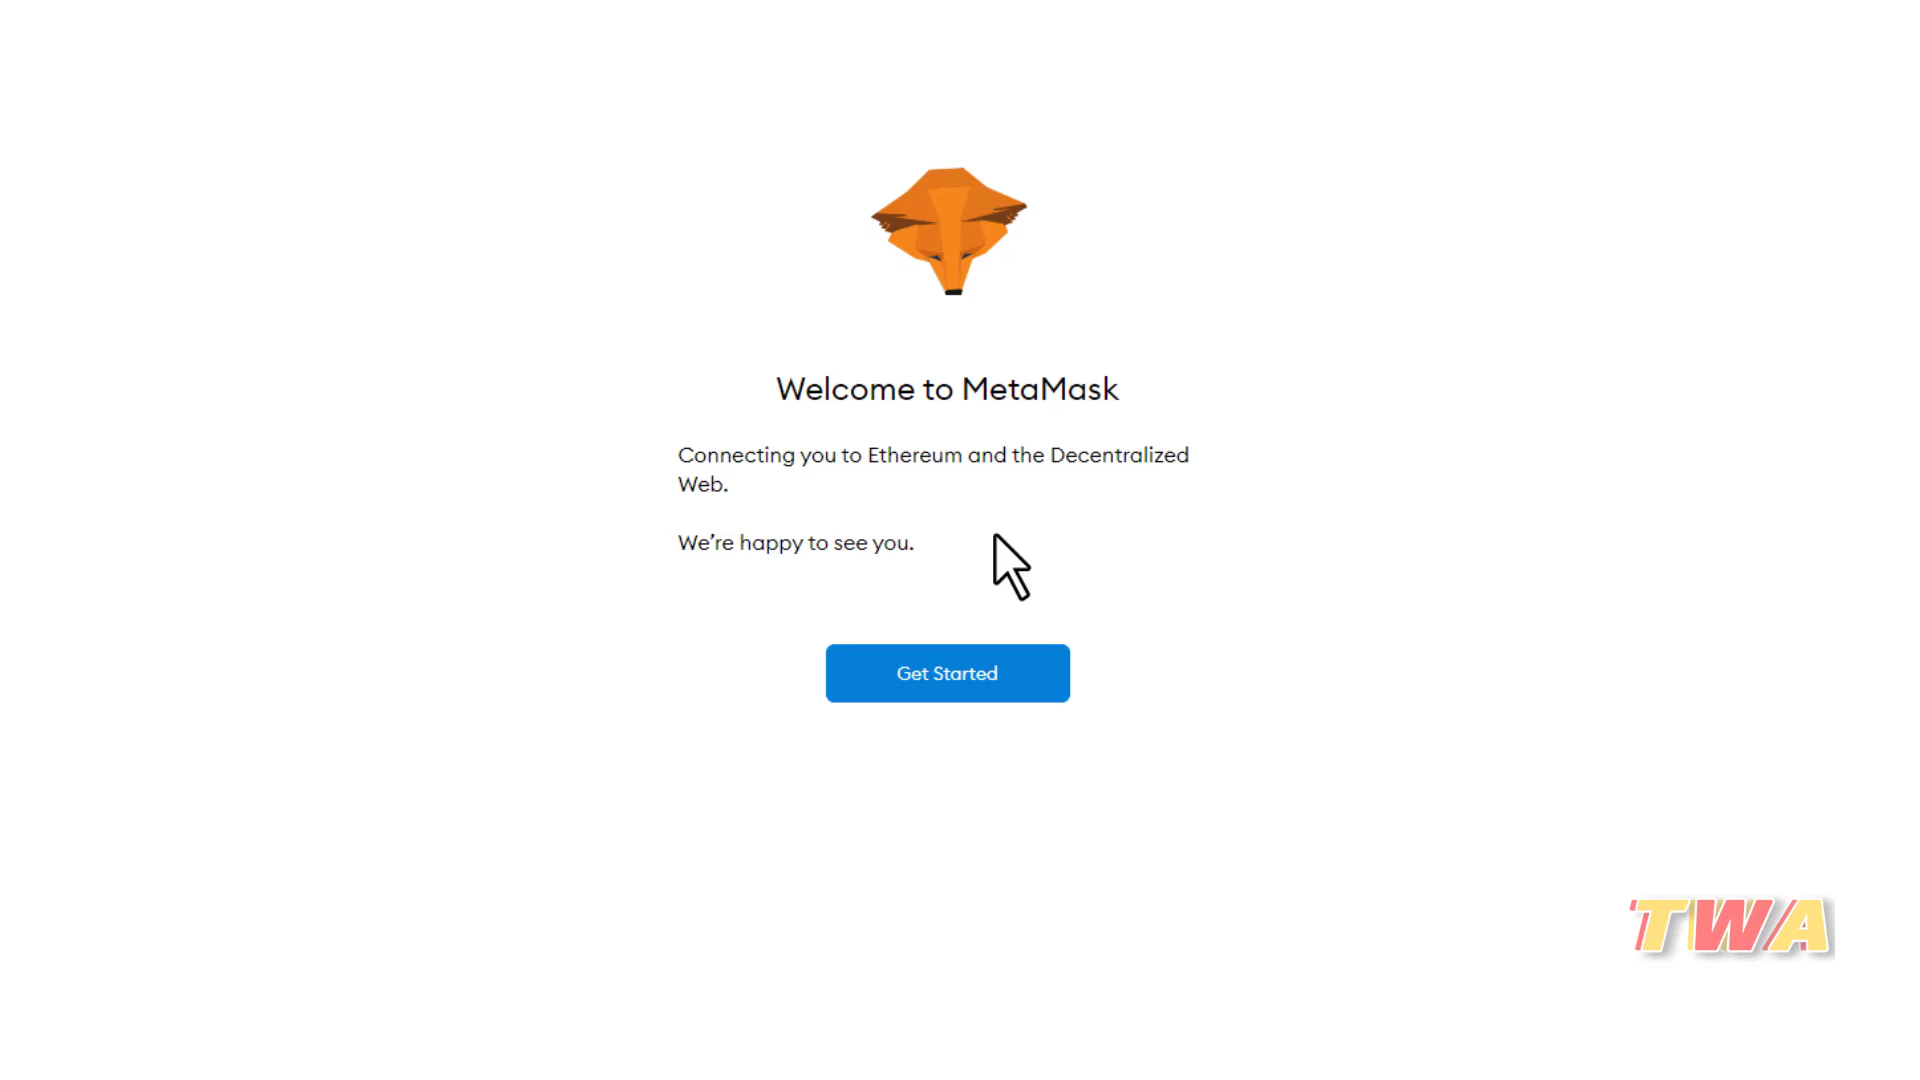 Welcome to MetaMask
Connecting you to Ethereum and the Decentralized
Web.
We’re happy to see you.
Get Started
TWA